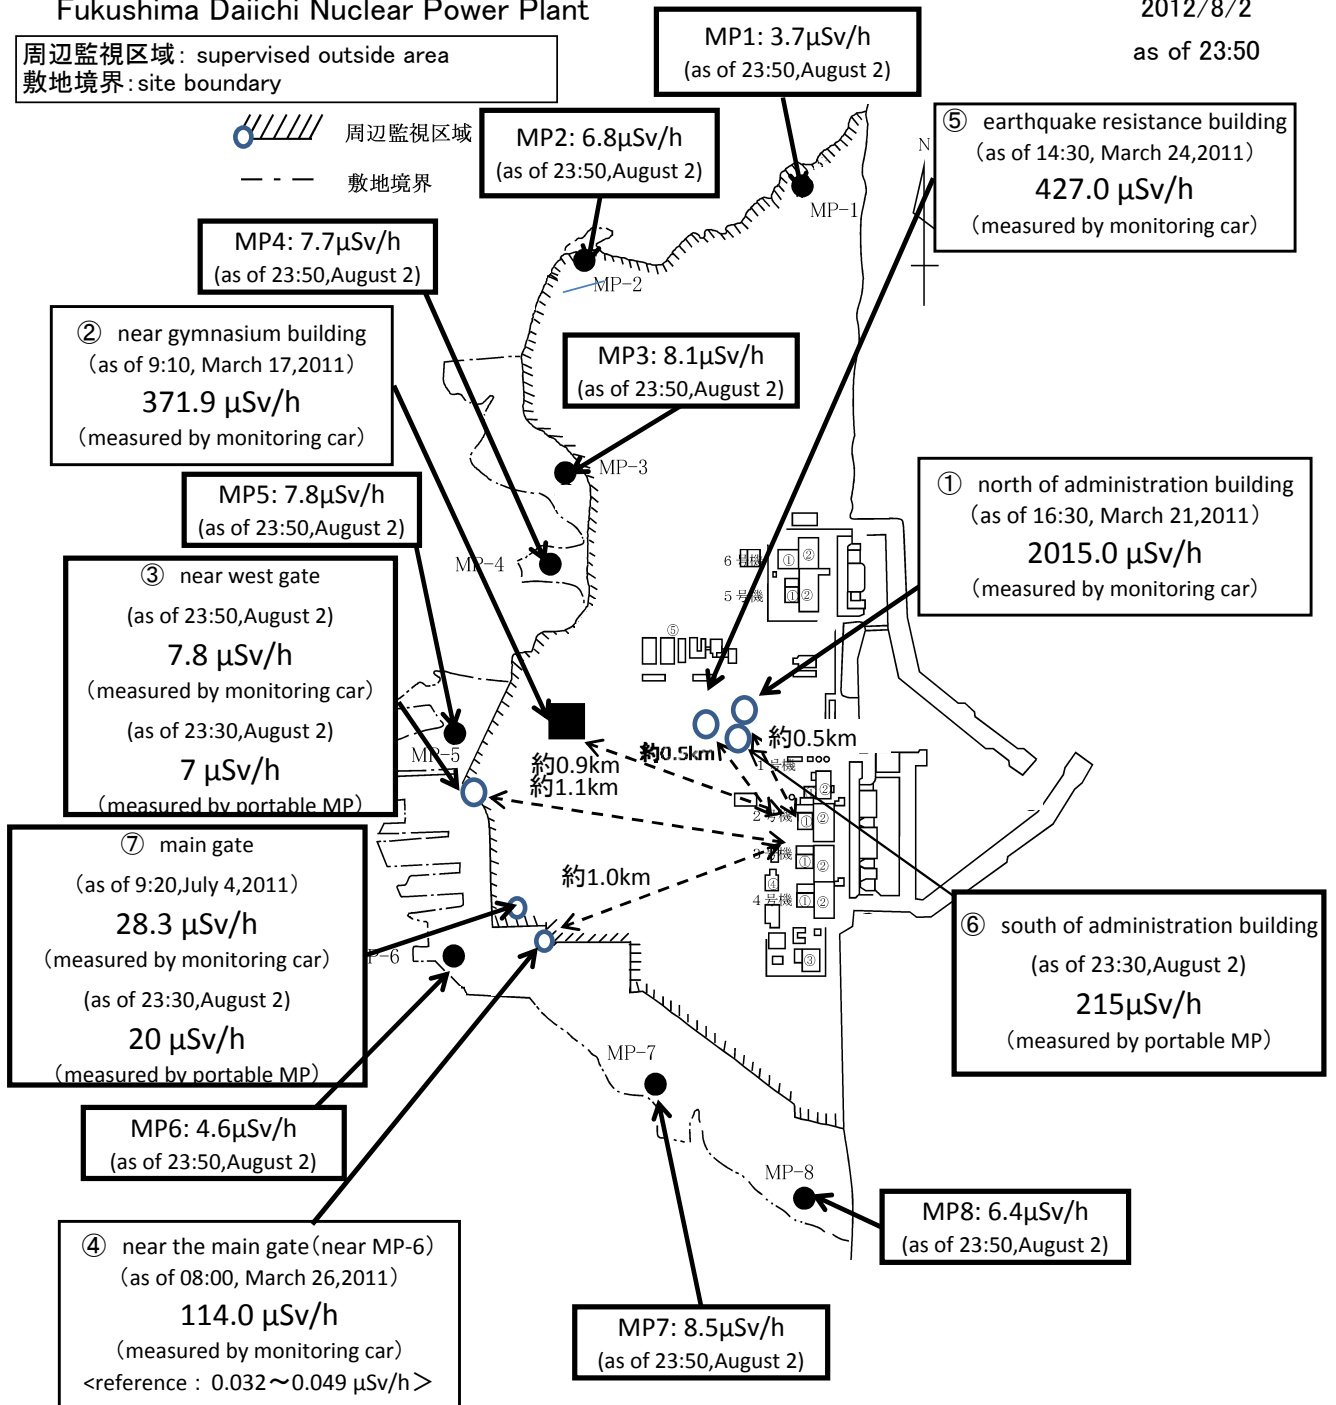 Fukushima Daiichi Nuclear Power Plant
2012/8/2
as of 23:50
周辺監視区域: supervised outside area
敷地境界:site boundary
周辺監視区域
敷地境界
MP1: 3.7μSv/h
(as of 23:50,August 2)
MP2: 6.8μSv/h
(as of 23:50,August 2)
⑤ earthquake resistance building
(as of 14:30, March 24,2011)
427.0 μSv/h
(measured by monitoring car)
N
MP-1
MP4: 7.7μSv/h
(as of 23:50,August 2)
MP-2
② near gymnasium building
(as of 9:10, March 17,2011)
371.9 μSv/h
(measured by monitoring car)
MP3: 8.1μSv/h
(as of 23:50,August 2)
MP-3
MP5: 7.8μSv/h
(as of 23:50,August 2)
① north of administration building
(as of 16:30, March 21,2011)
2015.0 μSv/h
(measured by monitoring car)
MP-4
6号機
① ②
5号機
① ②
③ near west gate
(as of 23:50,August 2)
7.8 μSv/h
(measured by monitoring car)
(as of 23:30,August 2)
7 μSv/h
(measured by portable MP)
⑤
MP-5
約0.9km
約1.1km
約0.5km
約0.5km
1号機
②
2号機
① ②
3号機
① ②
④
4号機
① ②
③
約1.0km
⑦ main gate
(as of 9:20,July 4,2011)
28.3 μSv/h
(measured by monitoring car)
(as of 23:30,August 2)
20 μSv/h
(measured by portable MP)
P-6
⑥ south of administration building
(as of 23:30,August 2)
215μSv/h
(measured by portable MP)
MP-7
MP6: 4.6μSv/h
(as of 23:50,August 2)
MP-8
MP8: 6.4μSv/h
(as of 23:50,August 2)
④ near the main gate(near MP-6)
(as of 08:00, March 26,2011)
114.0 μSv/h
(measured by monitoring car)
<reference : 0.032～0.049 μSv/h＞
MP7: 8.5μSv/h
(as of 23:50,August 2)